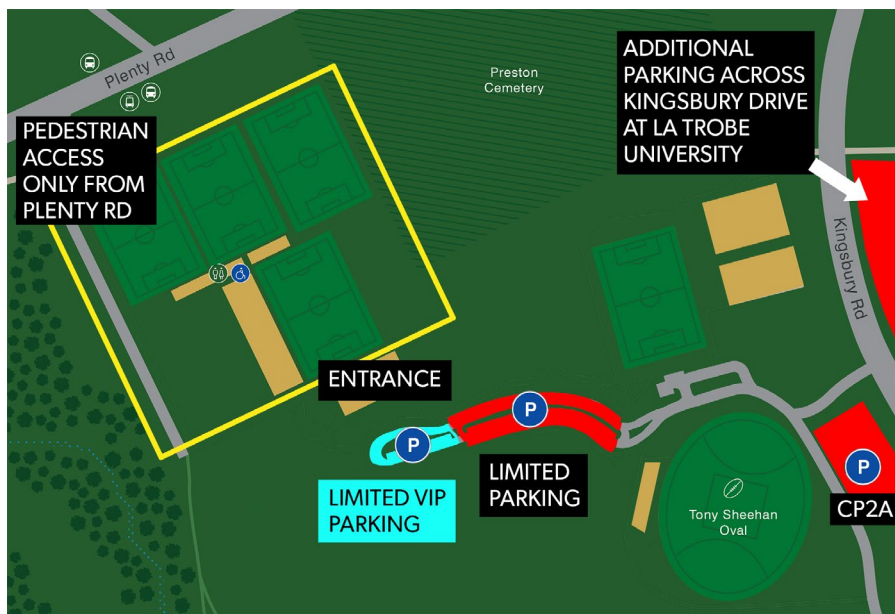 Plenty Rd
Preston
Cemetery
ADDITIONAL
PARKING ACROSS
KINGSBURY DRIVE
AT LA TROBE
UNIVERSITY
PEDESTRIAN
ACCESS
ONLY FROM
PLENTY RD
Kingsbury Rd
ENTRANCE
P
P
LIMITED VIP
PARKING
LIMITED
PARKING
P
CP2A
Tony Sheehan
Oval